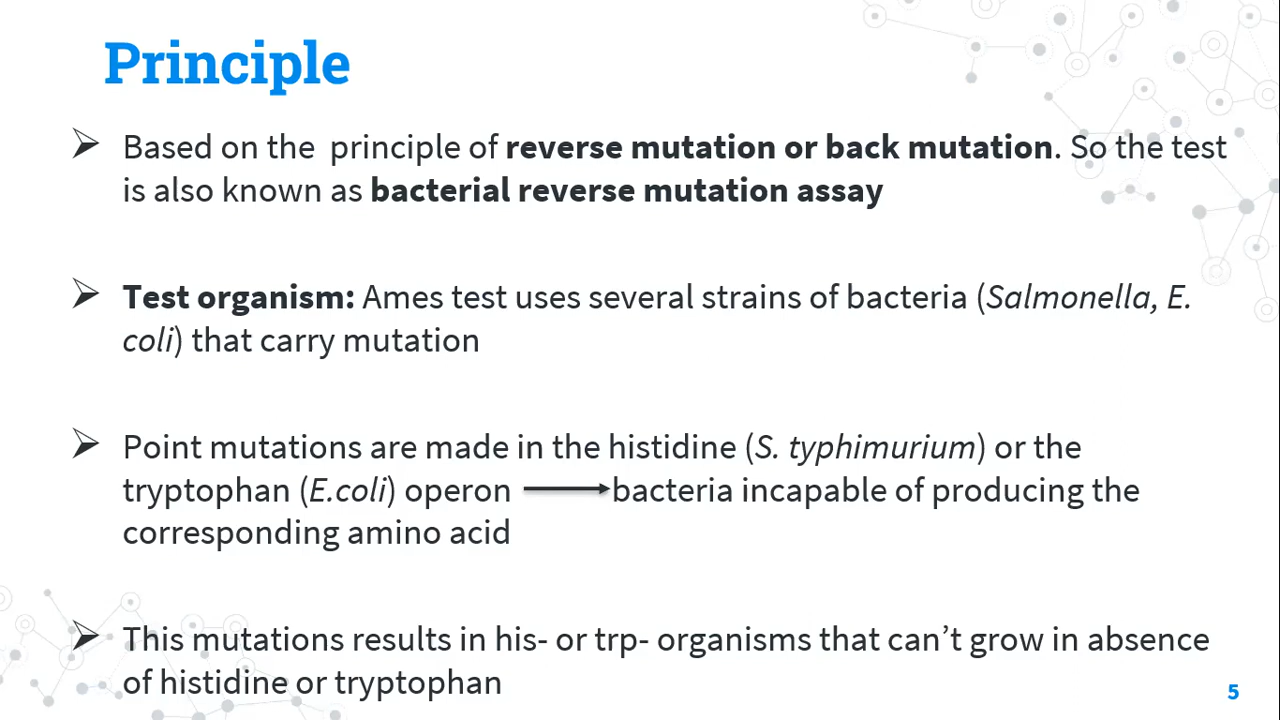 Principle
➢ Based on the principle of reverse mutation or back mutation. So the test
is also known as bacterial reverse mutation assay
➢ Test organism: Ames test uses several strains of bacteria (Salmonella, E.
coli) that carry mutation
➢ Point mutations are made in the histidine (S. typhimurium) or the
tryptophan (E.coli) operon ⟶ bacteria incapable of producing the
corresponding amino acid
➢ This mutations results in his- or trp- organisms that can’t grow in absence
of histidine or tryptophan
5